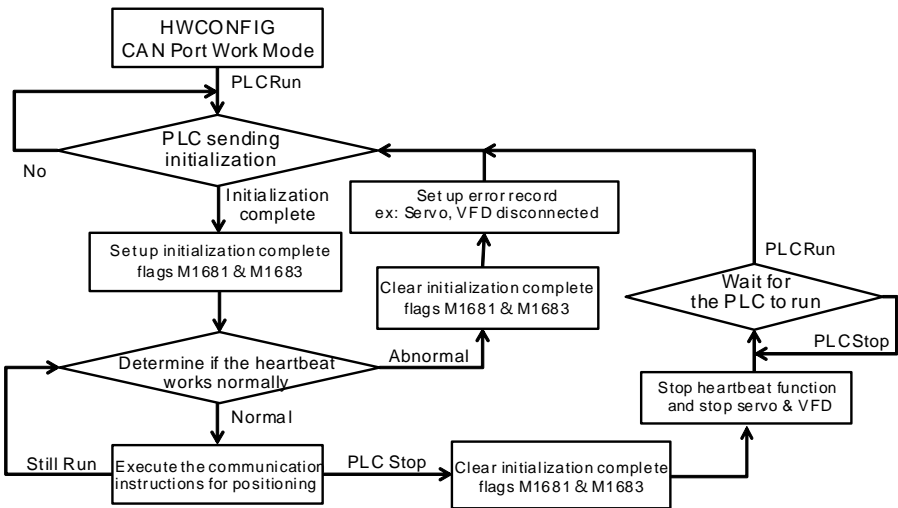 HWCONFIG
CAN Port Work Mode
PLCRun
PLC sending
initialization
No
Initialization
complete
Set up error record
ex: Servo, VFD disconnected
Setup initialization complete
flags M1681 & M1683
Clear initialization complete
flags M1681 & M1683
PLCRun
Wait for
the PLC to run
PLCStop
Determine if the heartbeat
works normally
Abnormal
Normal
Stop heartbeat function
and stop servo & VFD
Still Run
Execute the communication
instructions for positioning
PLC Stop
Clear initialization complete
flags M1681 & M1683